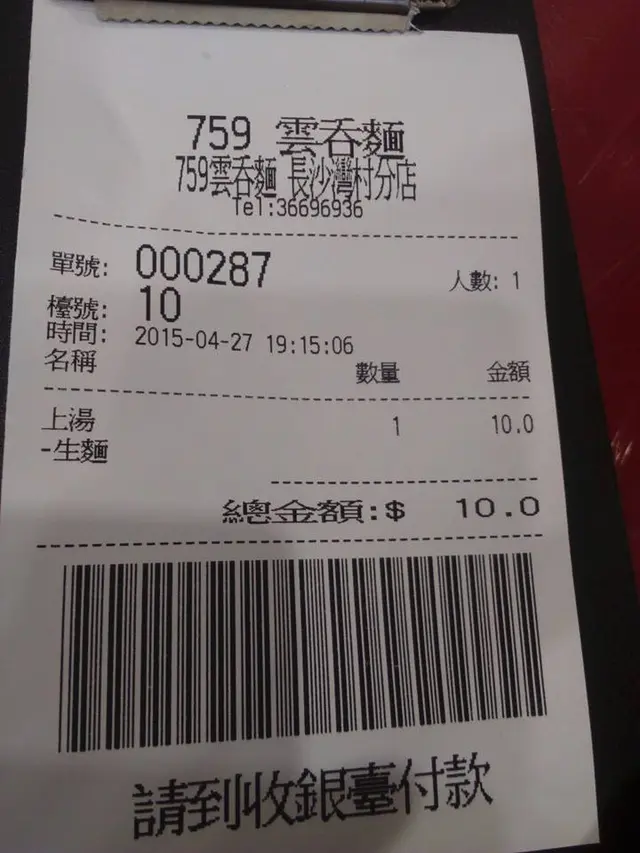 759 雲吞麵
759雲吞麵 長沙灣村分店
Tel:36696936
單號: 000287 人數: 1
檯號: 10
時間: 2015-04-27 19:15:06
名稱 數量 金額
上湯 1 10.0
-生麵
總金額:$ 10.0
請到收銀臺付款